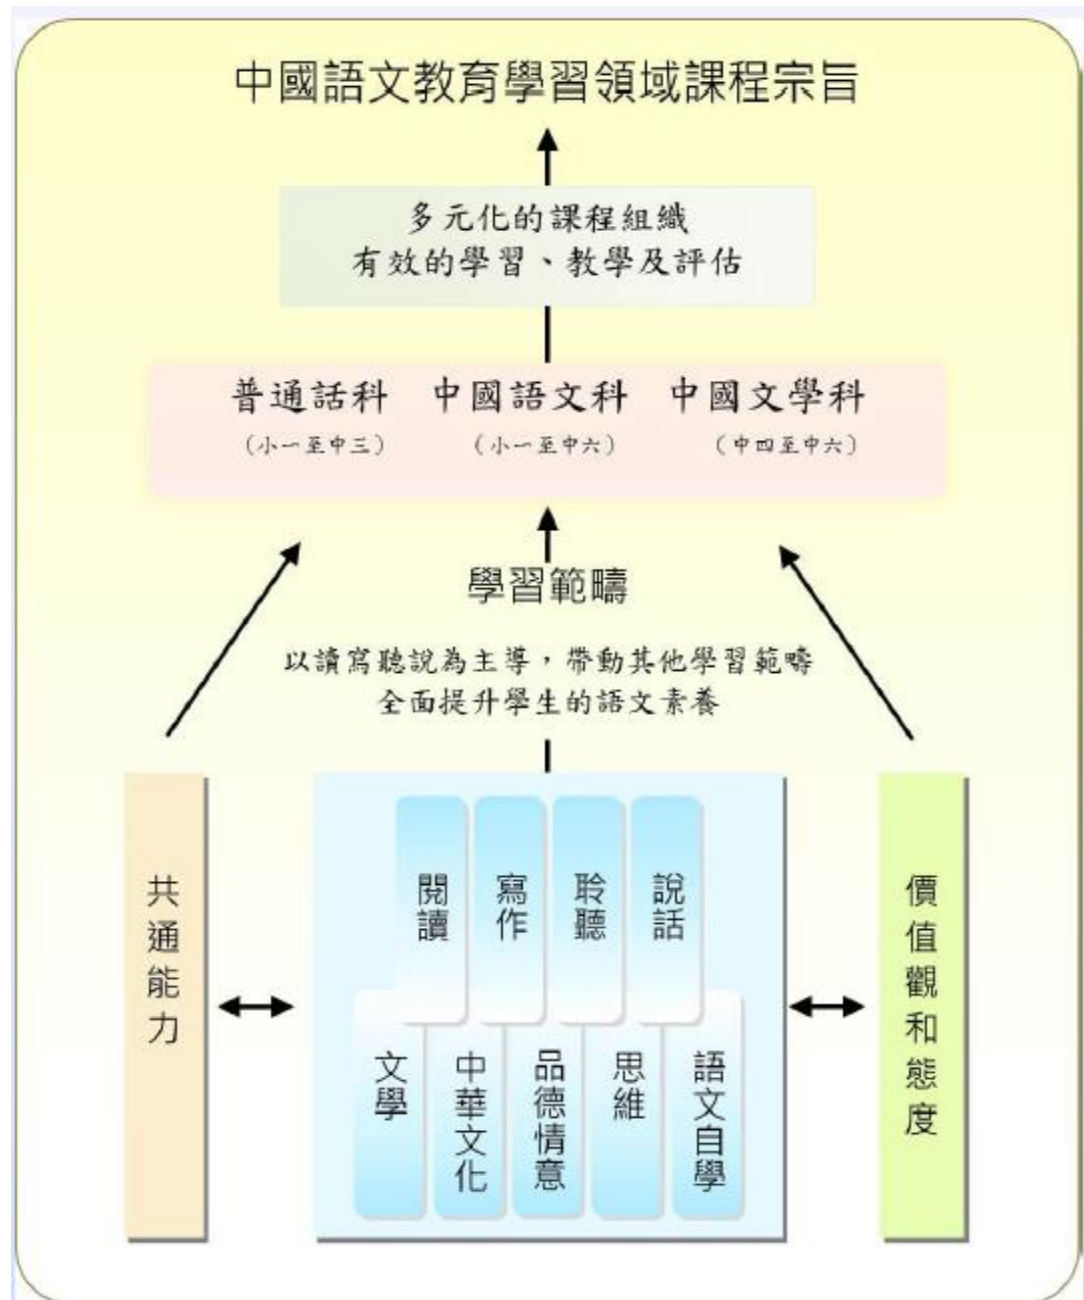 中國語文教育學習領域課程宗旨
多元化的課程組織
有效的學習、教學及評估
普通話科 中國語文科 中國文學科
(小一至中三) (小一至中六) (中四至中六)
學習範疇
以讀寫聽說為主導,帶動其他學習範疇
全面提升學生的語文素養
共通能力
閱讀
寫作
聆聽
說話
文學
中華文化
品德情意
思維
語文自學
價值觀和態度